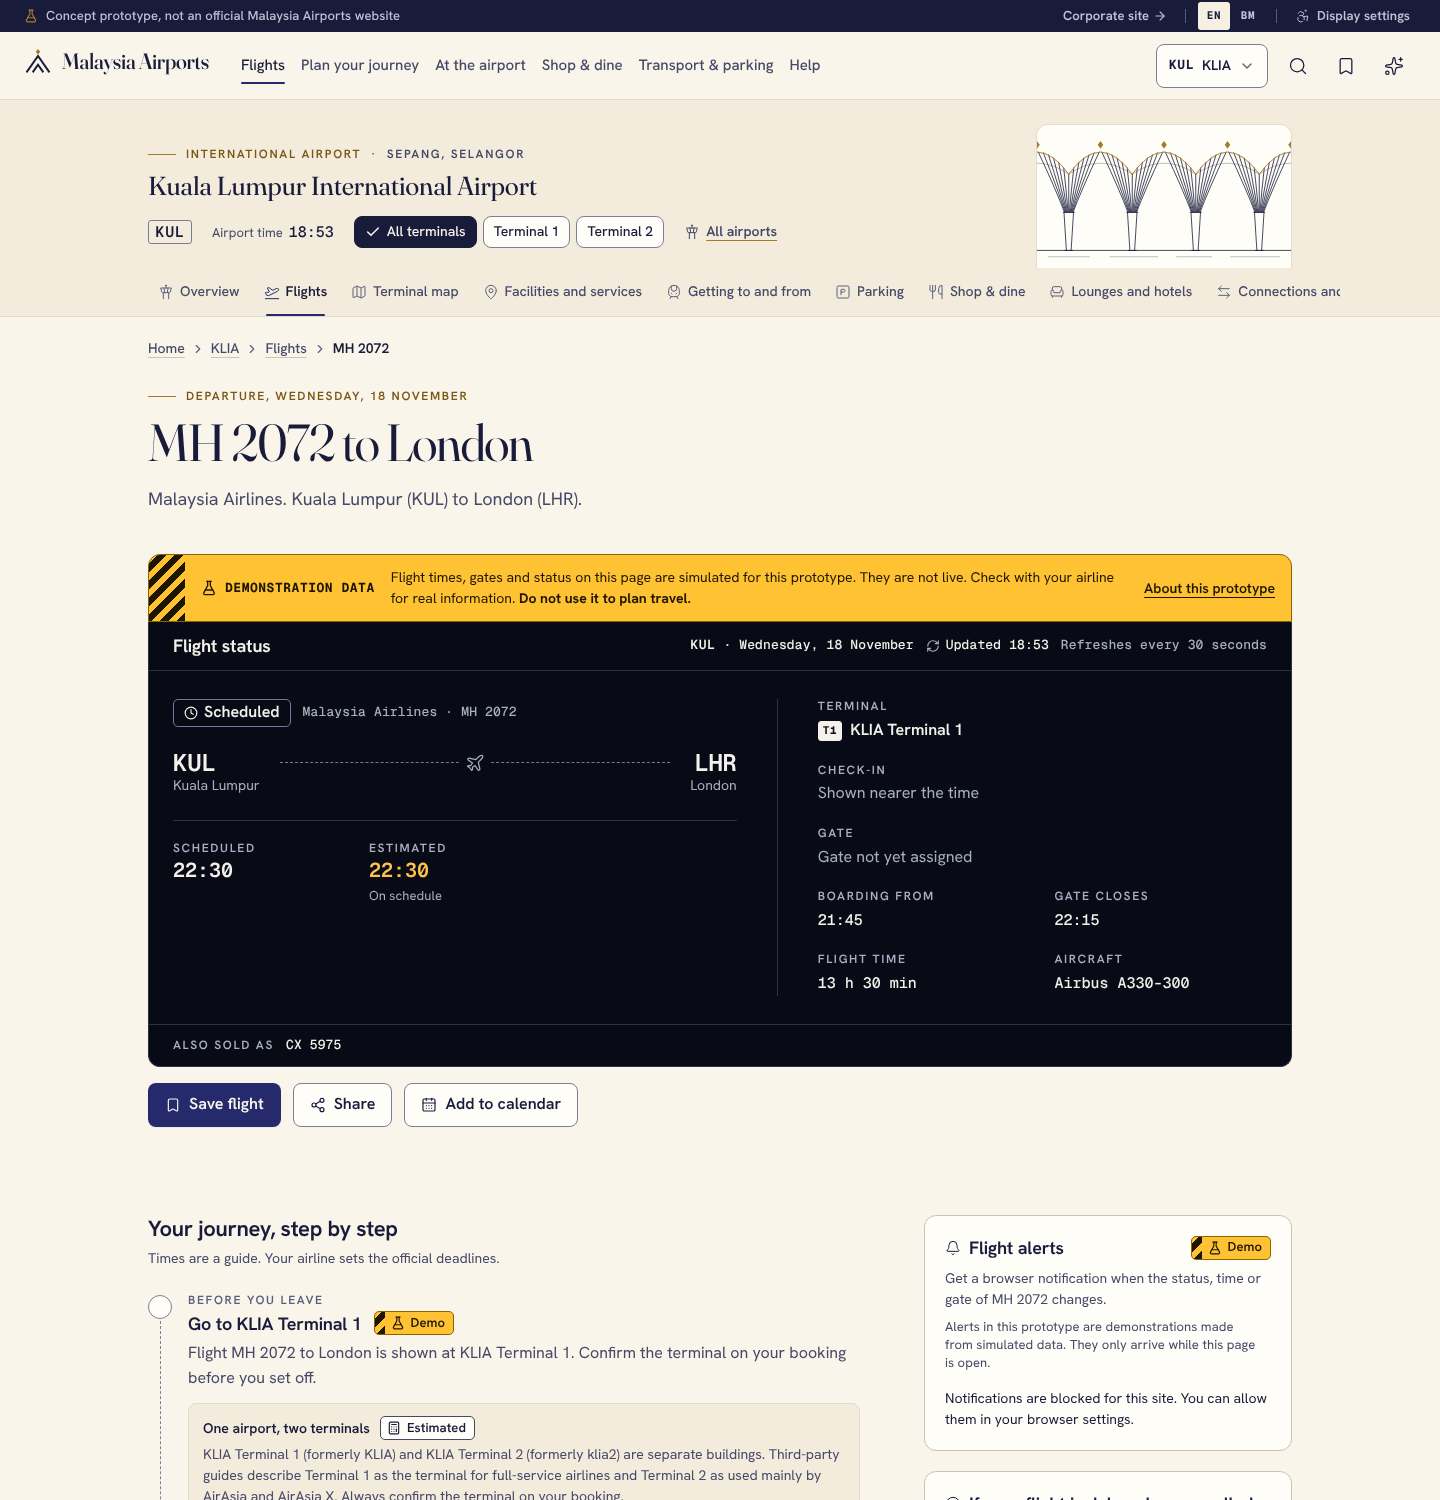 Concept prototype, not an official Malaysia Airports website
Corporate site
EN BM
Display settings
Malaysia Airports
Flights Plan your journey At the airport Shop & dine Transport & parking Help
KUL KLIA
INTERNATIONAL AIRPORT · SEPANG, SELANGOR
Kuala Lumpur International Airport
KUL Airport time 18:53 All terminals Terminal 1 Terminal 2 All airports
Overview Flights Terminal map Facilities and services Getting to and from Parking Shop & dine Lounges and hotels Connections
Home > KLIA > Flights > MH 2072
DEPARTURE, WEDNESDAY, 18 NOVEMBER
MH 2072 to London
Malaysia Airlines. Kuala Lumpur (KUL) to London (LHR).
DEMONSTRATION DATA
Flight times, gates and status on this page are simulated for this prototype. They are not live. Check with your airline
for real information. Do not use it to plan travel.
About this prototype
Flight status
KUL · Wednesday, 18 November Updated 18:53 Refreshes every 30 seconds
Scheduled Malaysia Airlines · MH 2072
KUL LHR
Kuala Lumpur London
SCHEDULED ESTIMATED
22:30 22:30
On schedule
TERMINAL
T1 KLIA Terminal 1
CHECK-IN
Shown nearer the time
GATE
Gate not yet assigned
BOARDING FROM GATE CLOSES
21:45 22:15
FLIGHT TIME AIRCRAFT
13 h 30 min Airbus A330-300
ALSO SOLD AS CX 5975
Save flight Share Add to calendar
Your journey, step by step
Times are a guide. Your airline sets the official deadlines.
BEFORE YOU LEAVE
Go to KLIA Terminal 1 Demo
Flight MH 2072 to London is shown at KLIA Terminal 1. Confirm the terminal on your booking
before you set off.
One airport, two terminals Estimated
KLIA Terminal 1 (formerly KLIA) and KLIA Terminal 2 (formerly klia2) are separate buildings. Third-party
guides describe Terminal 1 as the terminal for full-service airlines and Terminal 2 as used mainly by
AirAsia and AirAsia X. Always confirm the terminal on your booking.
Flight alerts Demo
Get a browser notification when the status, time or
gate of MH 2072 changes.
Alerts in this prototype are demonstrations made
from simulated data. They only arrive while this page
is open.
Notifications are blocked for this site. You can allow
them in your browser settings.